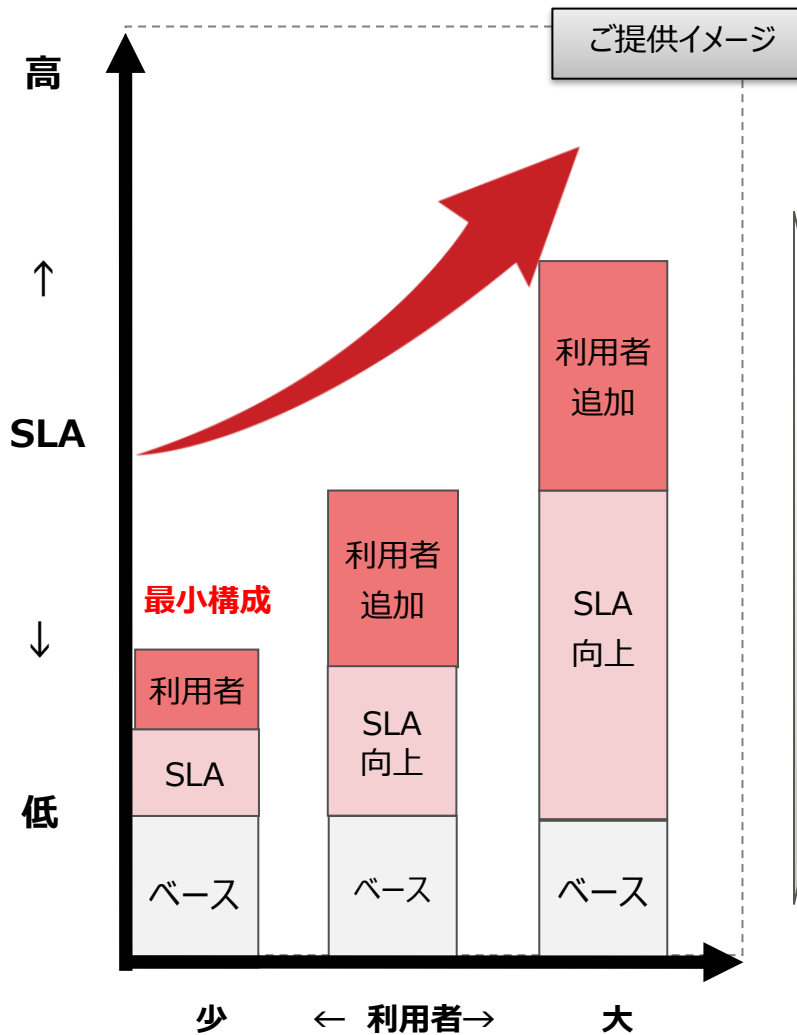 ご提供イメージ
高
↑
SLA
↓
低
最小構成
利用者
SLA
ベース
利用者
追加
SLA
向上
ベース
利用者
追加
SLA
向上
ベース
少 ← 利用者→ 大